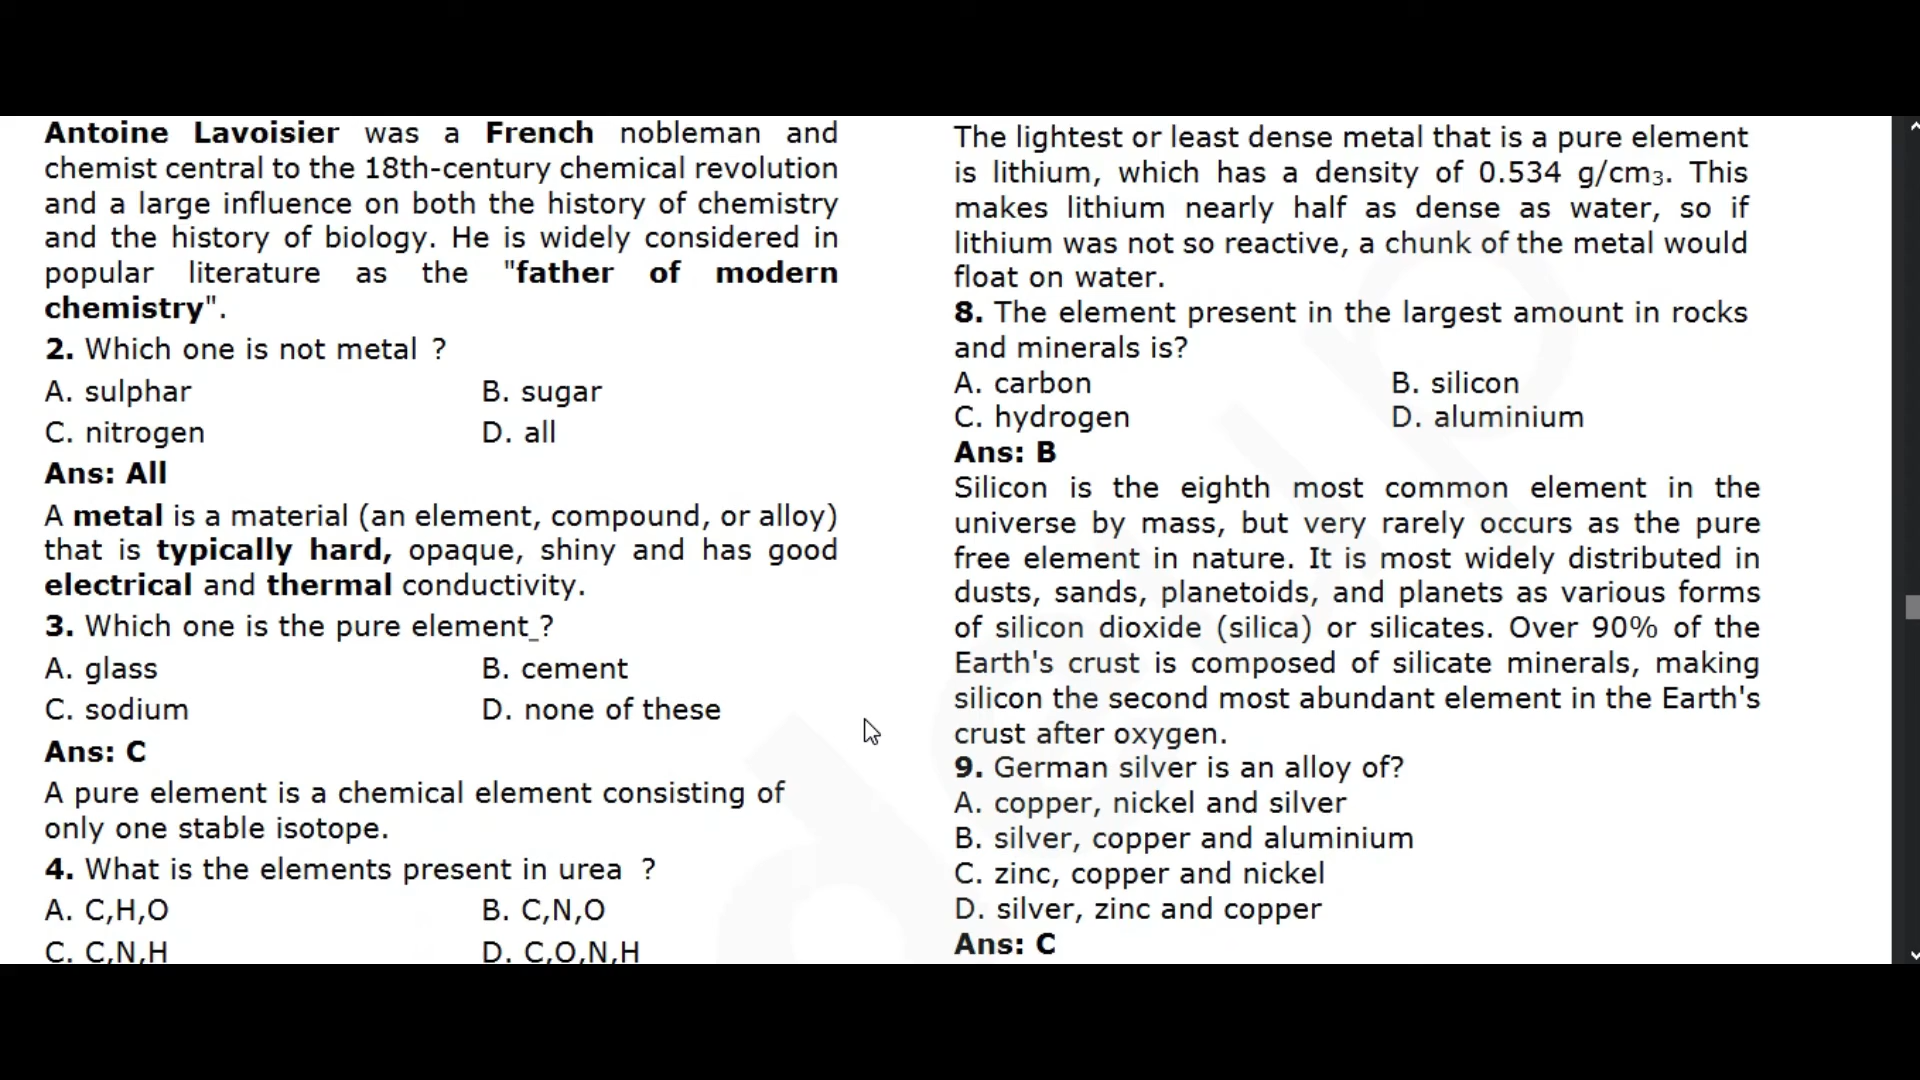 Antoine Lavoisier was a French nobleman and
chemist central to the 18th-century chemical revolution
and a large influence on both the history of chemistry
and the history of biology. He is widely considered in
popular literature as the "father of modern
chemistry".
2. Which one is not metal ?
A. sulphar B. sugar
C. nitrogen D. all
Ans: All
A metal is a material (an element, compound, or alloy)
that is typically hard, opaque, shiny and has good
electrical and thermal conductivity.
3. Which one is the pure element_?
A. glass B. cement
C. sodium D. none of these
Ans: C
A pure element is a chemical element consisting of
only one stable isotope.
4. What is the elements present in urea ?
A. C,H,O B. C,N,O
C. C,N,H D. C,O,N,H
The lightest or least dense metal that is a pure element
is lithium, which has a density of 0.534 g/cm3. This
makes lithium nearly half as dense as water, so if
lithium was not so reactive, a chunk of the metal would
float on water.
8. The element present in the largest amount in rocks
and minerals is?
A. carbon B. silicon
C. hydrogen D. aluminium
Ans: B
Silicon is the eighth most common element in the
universe by mass, but very rarely occurs as the pure
free element in nature. It is most widely distributed in
dusts, sands, planetoids, and planets as various forms
of silicon dioxide (silica) or silicates. Over 90% of the
Earth's crust is composed of silicate minerals, making
silicon the second most abundant element in the Earth's
crust after oxygen.
9. German silver is an alloy of?
A. copper, nickel and silver
B. silver, copper and aluminium
C. zinc, copper and nickel
D. silver, zinc and copper
Ans: C